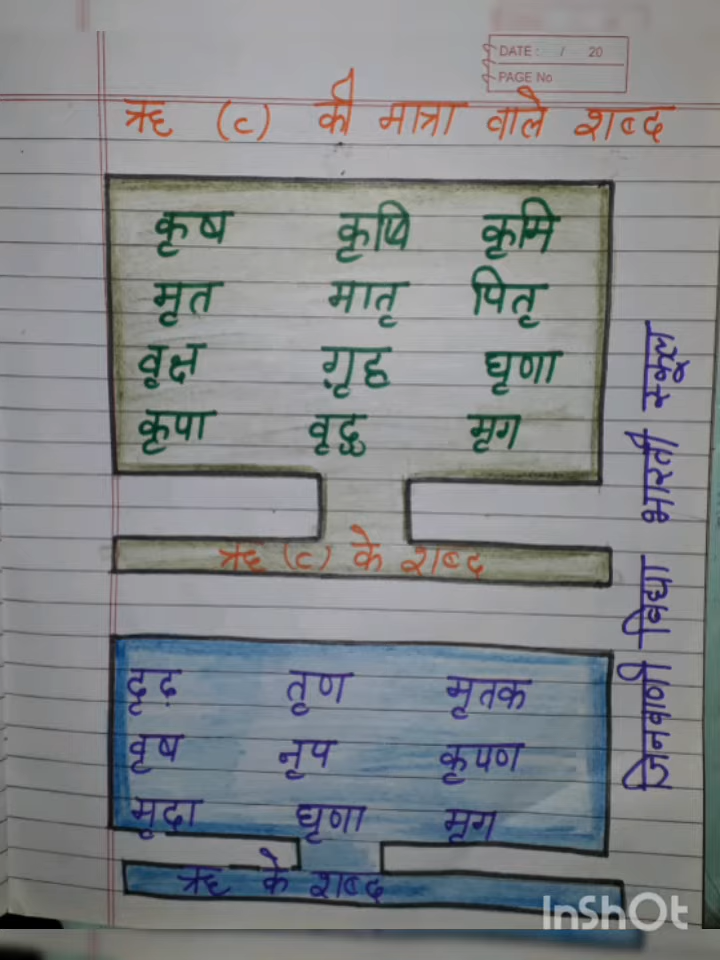 DATE: / 20
PAGE No
ऋ (c) की मात्रा वाले शब्द
कृष कृषि कृमि
मृत मातृ पितृ
वृक्ष गृह घृणा
कृपा वृद्ध मृग
ऋ (c) के शब्द
दृढ़ तृण मृतक
वृष नृप कृपण
मृदा घृणा मृग
ऋ के शब्द
जिनवाणी विद्या भारती स्कूल
InShOt